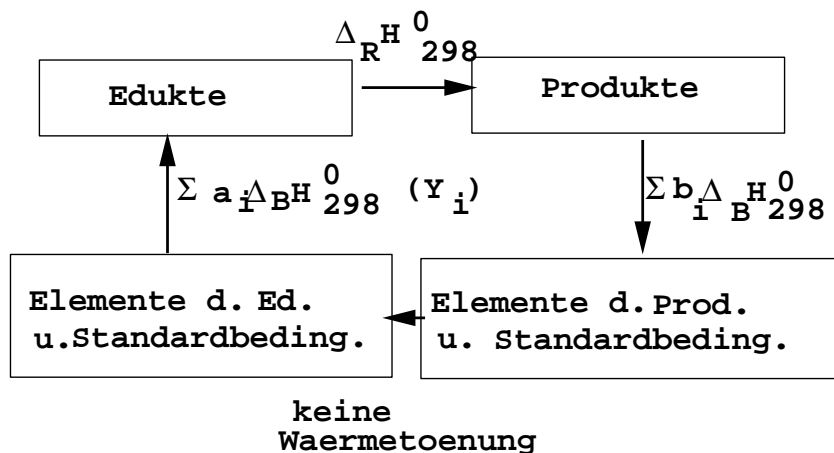 Δ_R H^0_298
Edukte
Produkte
Σ a_i Δ_B H^0_298 (Y_i)
Σ b_i Δ_B H^0_298
Elemente d. Ed.
u.Standardbeding.
Elemente d. Prod.
u. Standardbeding.
keine
Waermetoenung